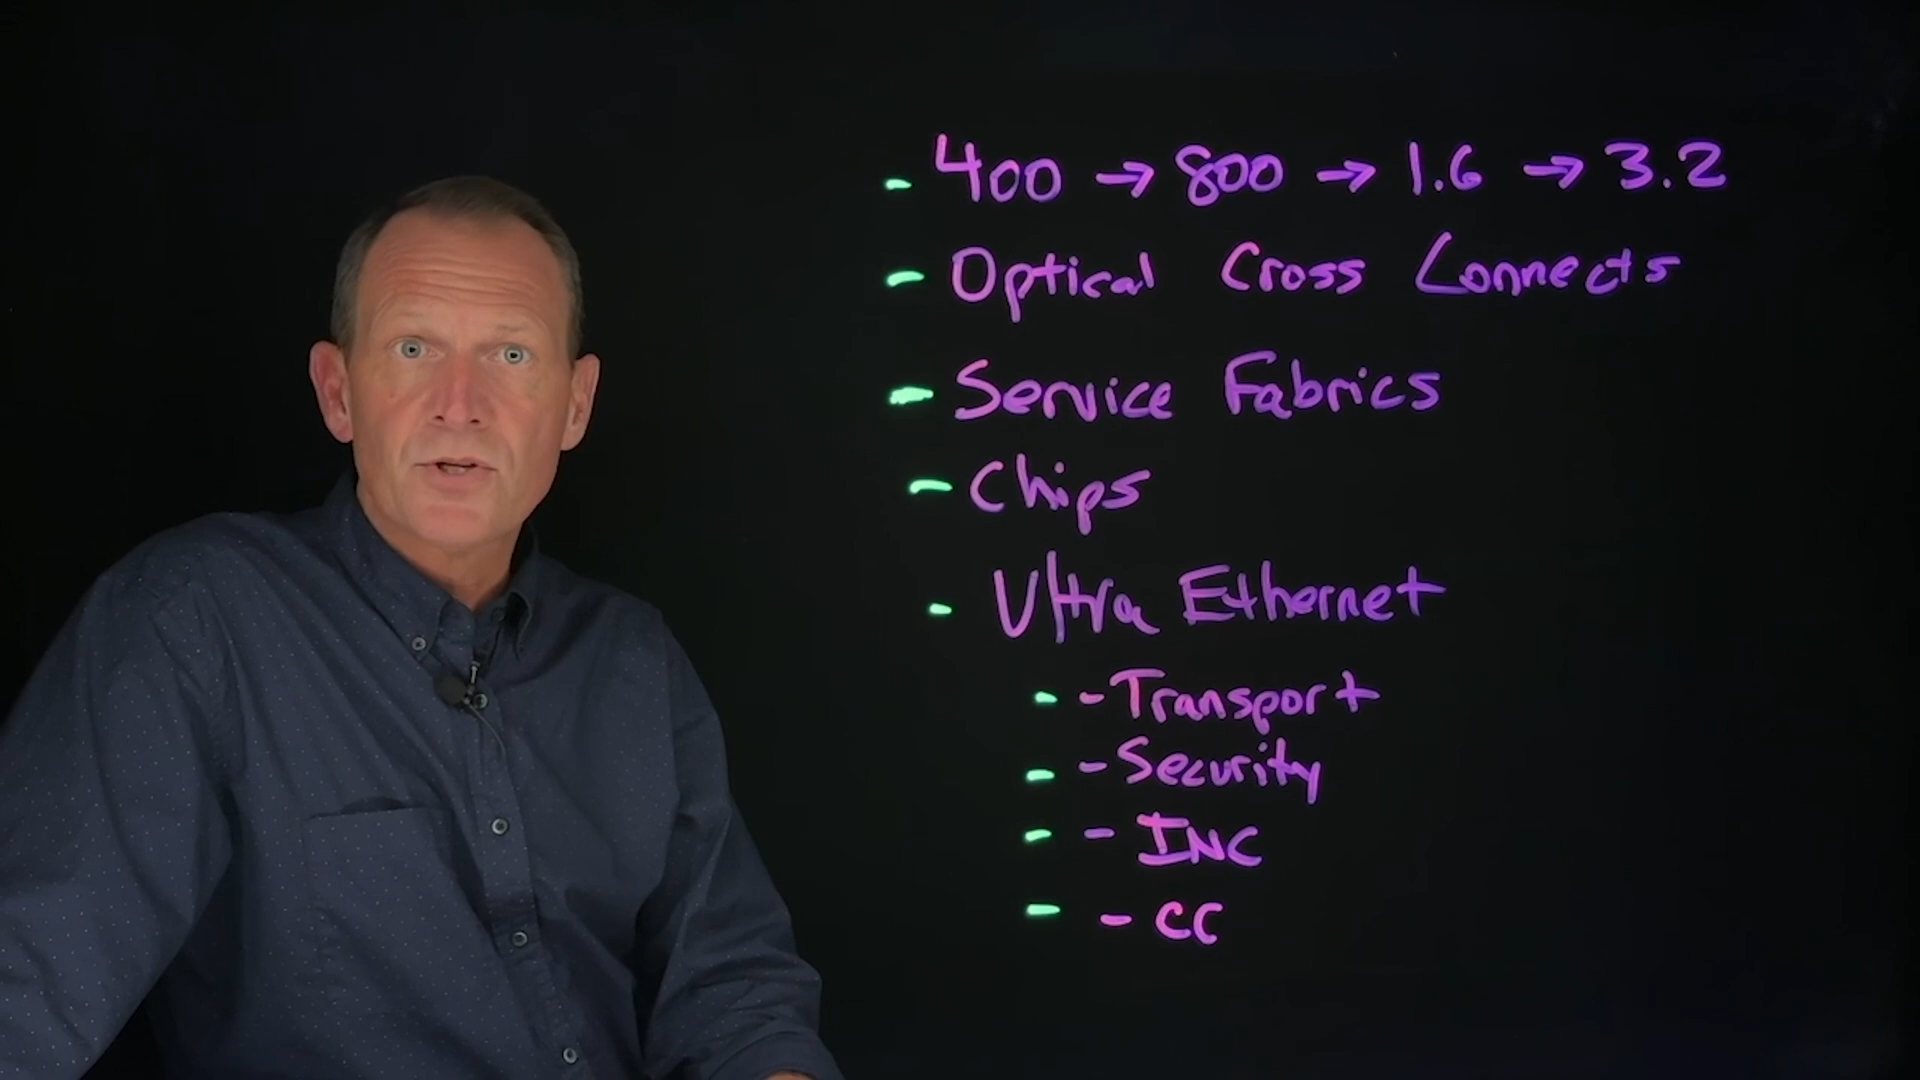 - 400 → 800 → 1.6 → 3.2
- Optical Cross Connects
- Service Fabrics
- Chips
- Ultra Ethernet
- - Transport
- - Security
- - INC
- - CC